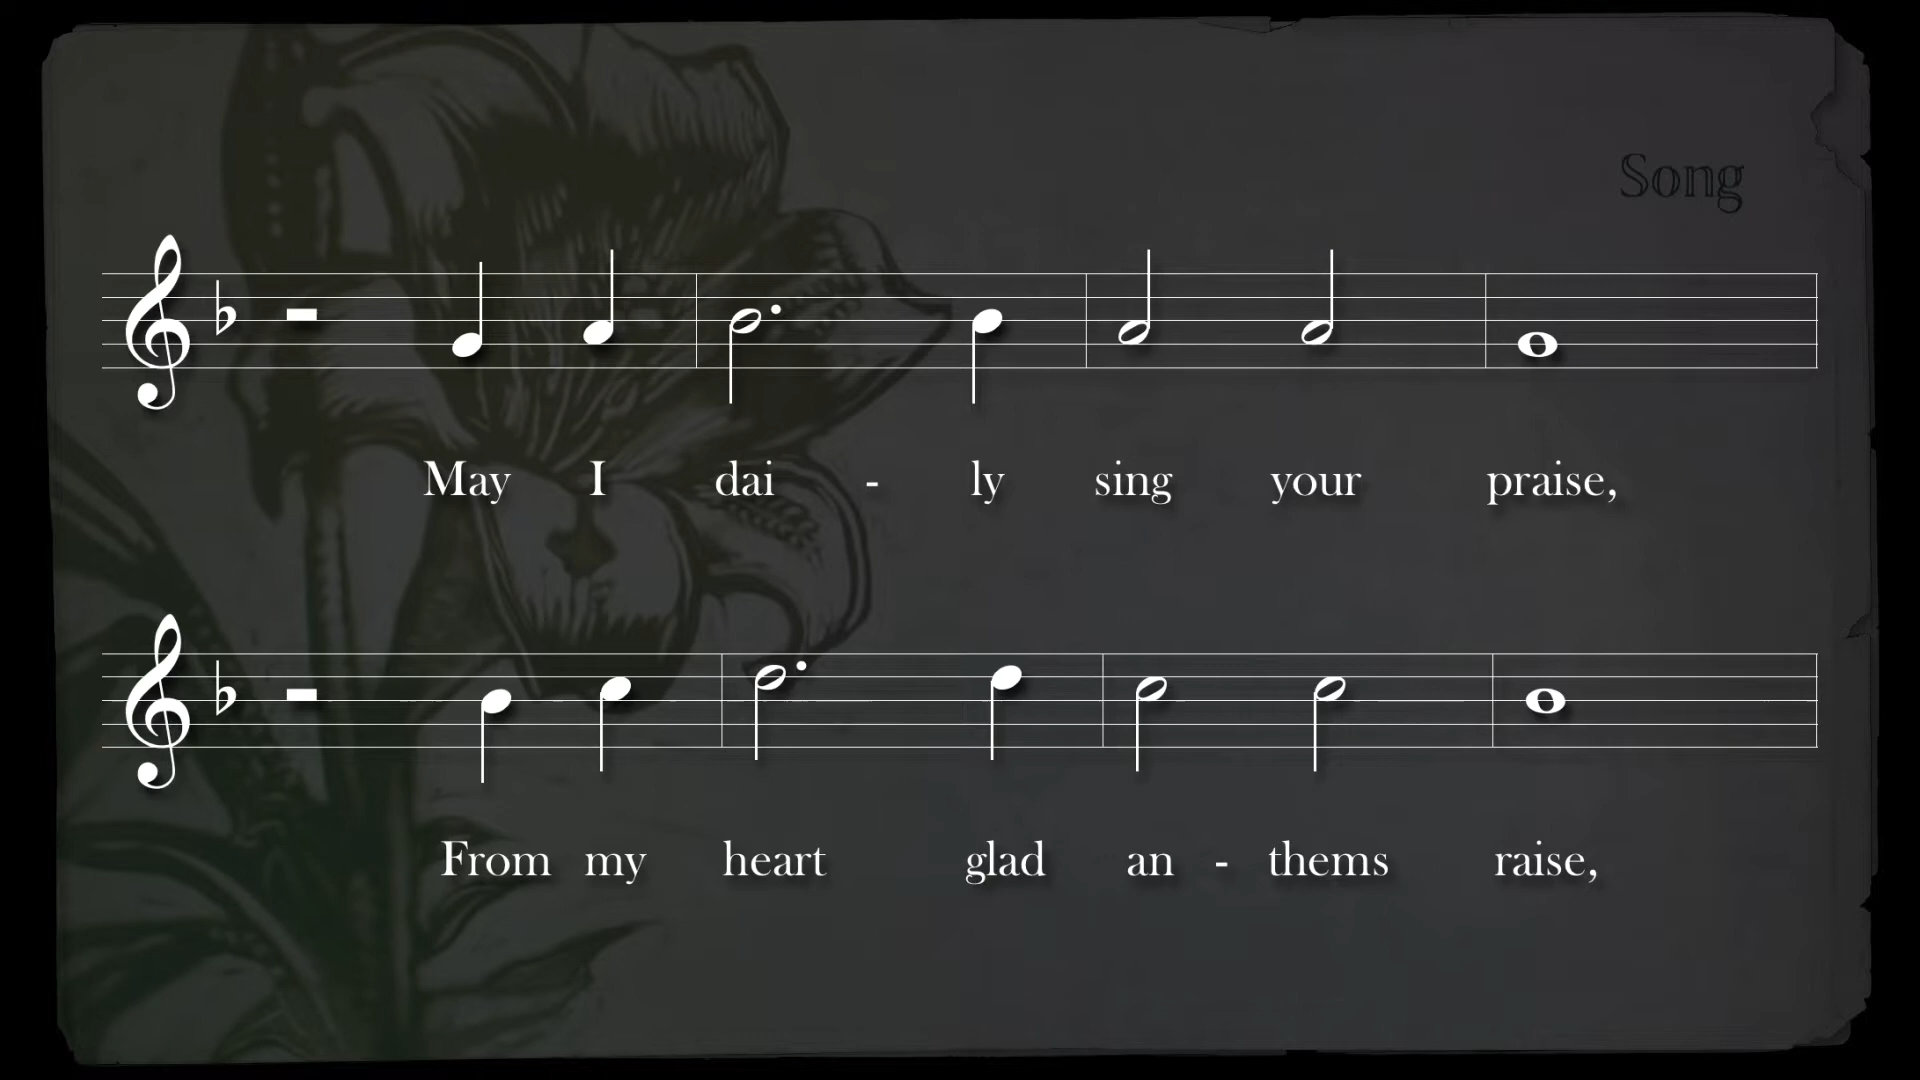 Song
May I dai - ly sing your praise,
From my heart glad an - thems raise,